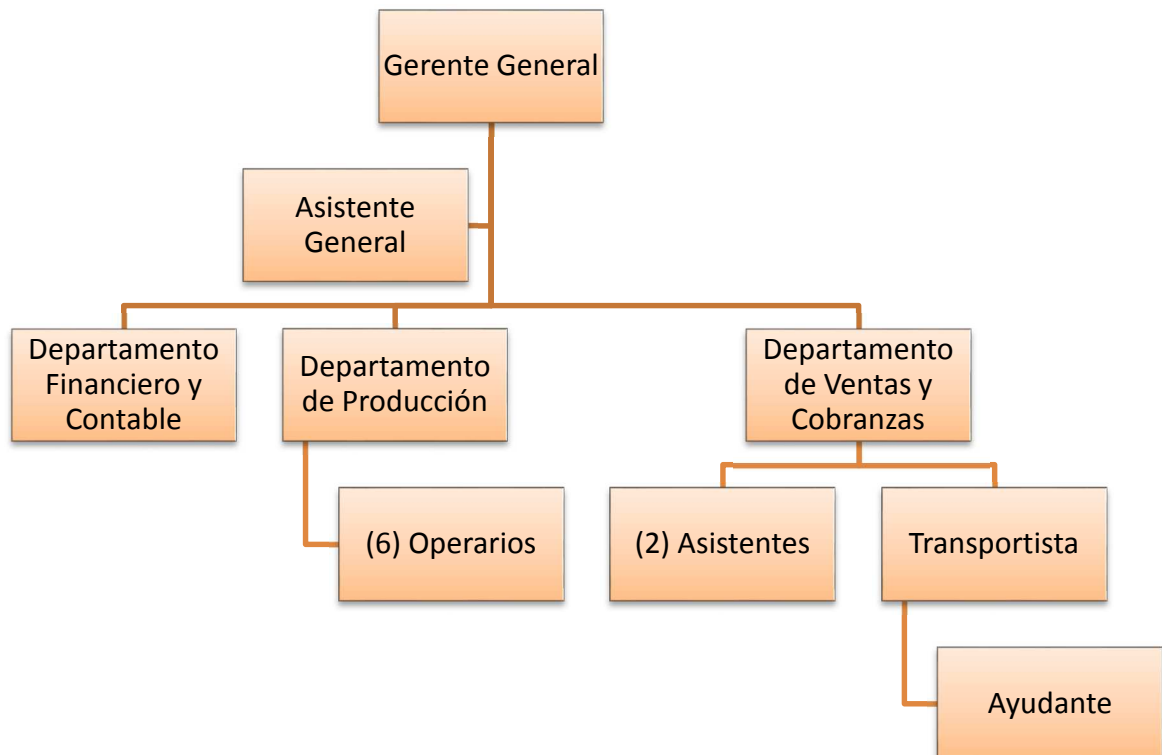 Gerente General
Asistente
General
Departamento
Financiero y
Contable
Departamento
de Producción
Departamento
de Ventas y
Cobranzas
(6) Operarios
(2) Asistentes
Transportista
Ayudante